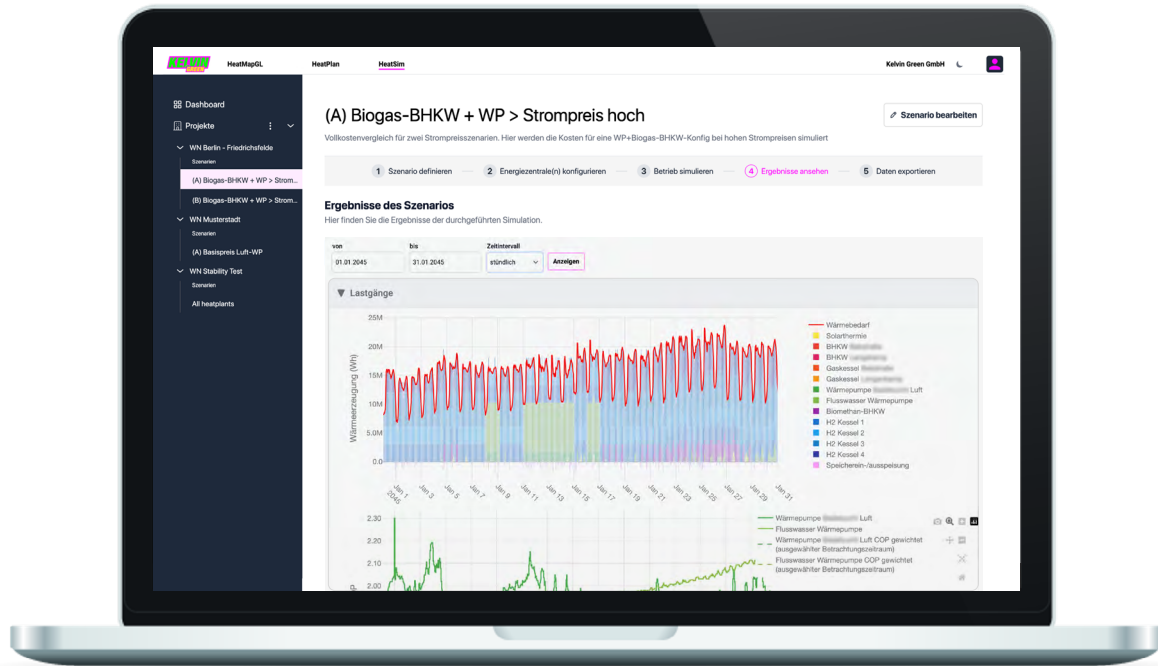 KELVIN
GREEN
HeatMapGL
HeatPlan
HeatSim
Kelvin Green GmbH
Dashboard
Projekte
WN Berlin - Friedrichsfelde
Szenarien
(A) Biogas-BHKW + WP > Strom...
(B) Biogas-BHKW + WP > Strom...
WN Musterstadt
Szenarien
(A) Basispreis Luft-WP
WN Stability Test
Szenarien
All heatplants
(A) Biogas-BHKW + WP > Strompreis hoch
Szenario bearbeiten
Vollkostenvergleich für zwei Strompreisszenarien. Hier werden die Kosten für eine WP+Biogas-BHKW-Konfig bei hohen Strompreisen simuliert
1 Szenario definieren
2 Energiezentrale(n) konfigurieren
3 Betrieb simulieren
4 Ergebnisse ansehen
5 Daten exportieren
Ergebnisse des Szenarios
Hier finden Sie die Ergebnisse der durchgeführten Simulation.
von
bis
Zeitintervall
01.01.2045
31.01.2045
stündlich
Anzeigen
Lastgänge
Wärmeerzeugung (Wh)
25M
20M
15M
10M
5.0M
0.0
Jan 1
2045
Jan 3
Jan 5
Jan 7
Jan 9
Jan 11
Jan 13
Jan 15
Jan 17
Jan 19
Jan 21
Jan 23
Jan 25
Jan 27
Jan 29
Jan 31
Wärmebedarf
Solarthermie
BHKW
BHKW
Gaskessel
Gaskessel
Wärmepumpe Luft
Flusswasser Wärmepumpe
Biomethan-BHKW
H2 Kessel 1
H2 Kessel 2
H2 Kessel 3
H2 Kessel 4
Speicherein-/ausspeisung
2.30
2.20
2.10
2.00
Wärmepumpe Luft
Flusswasser Wärmepumpe
Wärmepumpe Luft COP gewichtet
(ausgewählter Betrachtungszeitraum)
Flusswasser Wärmepumpe COP gewichtet
(ausgewählter Betrachtungszeitraum)